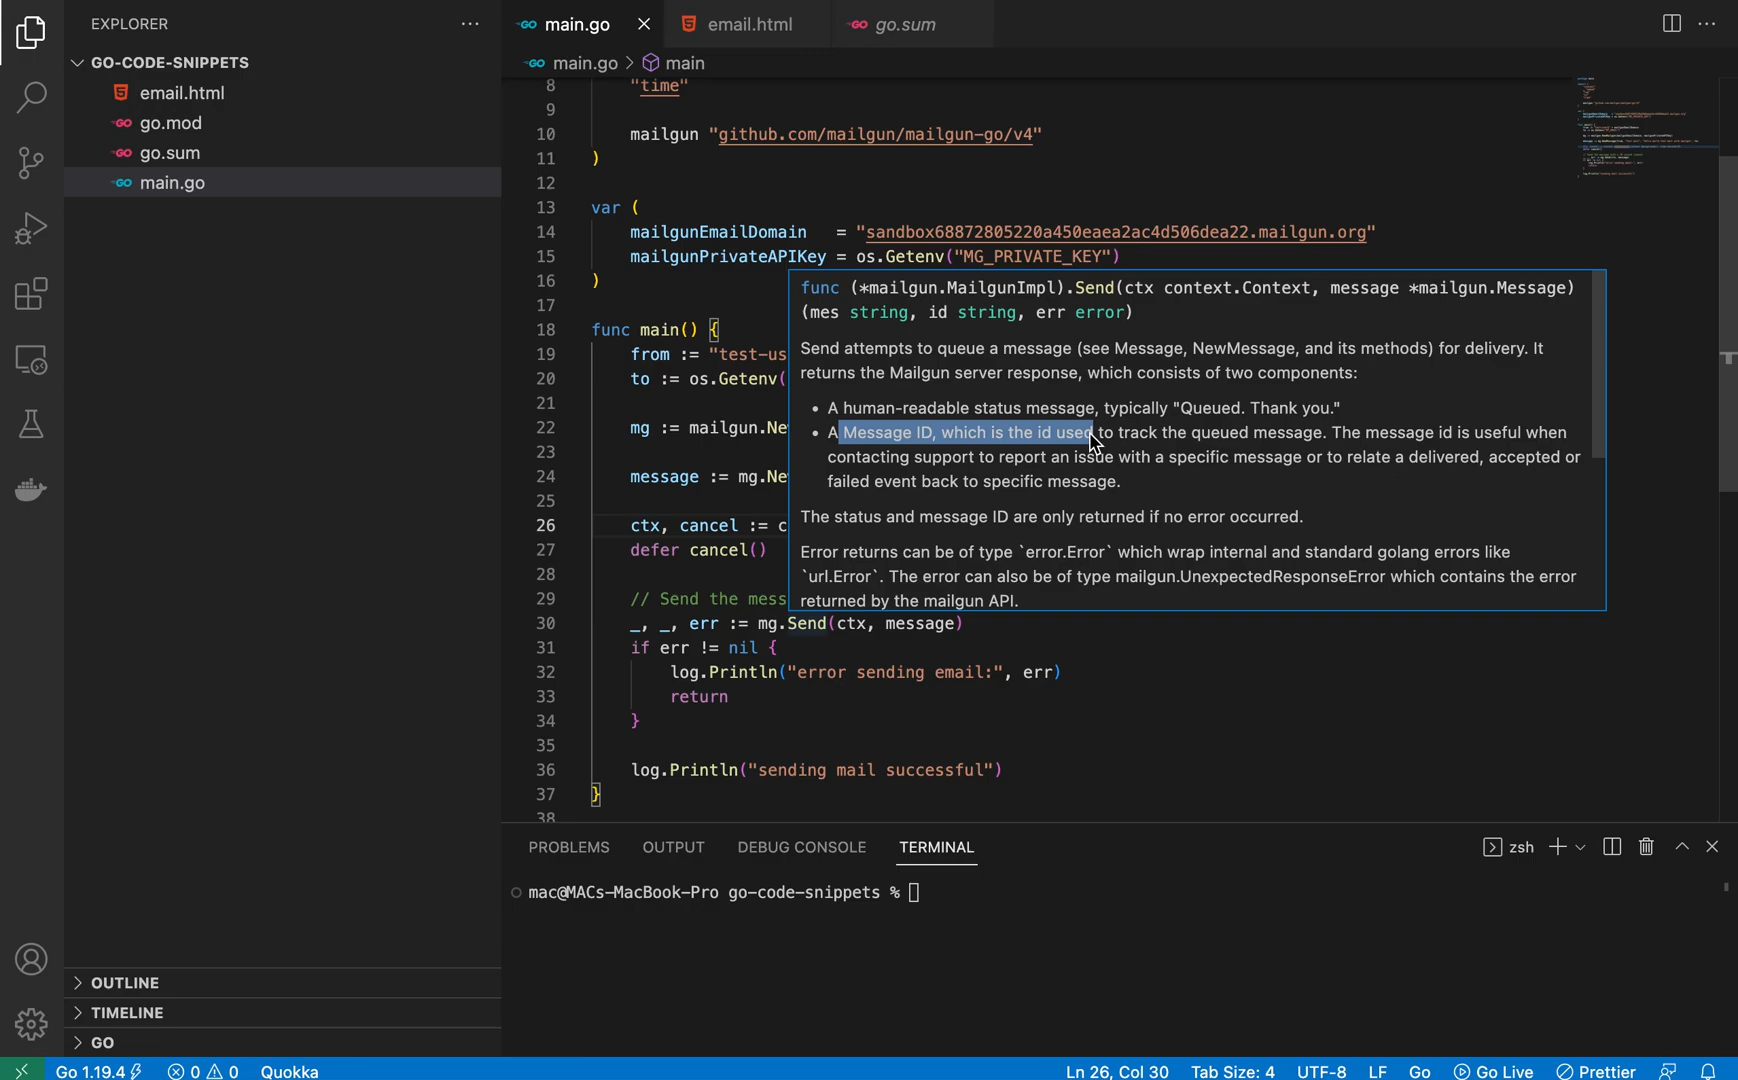 EXPLORER
GO-CODE-SNIPPETS
email.html
go.mod
go.sum
main.go
OUTLINE
TIMELINE
GO
main.go
email.html
go.sum
main.go > main
8 "time"
9
10 mailgun "github.com/mailgun/mailgun-go/v4"
11 )
12
13 var (
14 mailgunEmailDomain = "sandbox68872805220a450eaea2ac4d506dea22.mailgun.org"
15 mailgunPrivateAPIKey = os.Getenv("MG_PRIVATE_KEY")
16 )
17
18 func main() {
19 from := "test-us
20 to := os.Getenv(
21
22 mg := mailgun.Ne
23
24 message := mg.Ne
25
26 ctx, cancel := c
27 defer cancel()
28
29 // Send the mess
30 _, _, err := mg.Send(ctx, message)
31 if err != nil {
32 log.Println("error sending email:", err)
33 return
34 }
35
36 log.Println("sending mail successful")
37 }
38
func (*mailgun.MailgunImpl).Send(ctx context.Context, message *mailgun.Message)
(mes string, id string, err error)
Send attempts to queue a message (see Message, NewMessage, and its methods) for delivery. It
returns the Mailgun server response, which consists of two components:
• A human-readable status message, typically "Queued. Thank you."
• A Message ID, which is the id used to track the queued message. The message id is useful when
contacting support to report an issue with a specific message or to relate a delivered, accepted or
failed event back to specific message.
The status and message ID are only returned if no error occurred.
Error returns can be of type `error.Error` which wrap internal and standard golang errors like
`url.Error`. The error can also be of type mailgun.UnexpectedResponseError which contains the error
returned by the mailgun API.
PROBLEMS OUTPUT DEBUG CONSOLE TERMINAL zsh
mac@MACs-MacBook-Pro go-code-snippets %
Go 1.19.4 0 0 Quokka Ln 26, Col 30 Tab Size: 4 UTF-8 LF Go Go Live Prettier